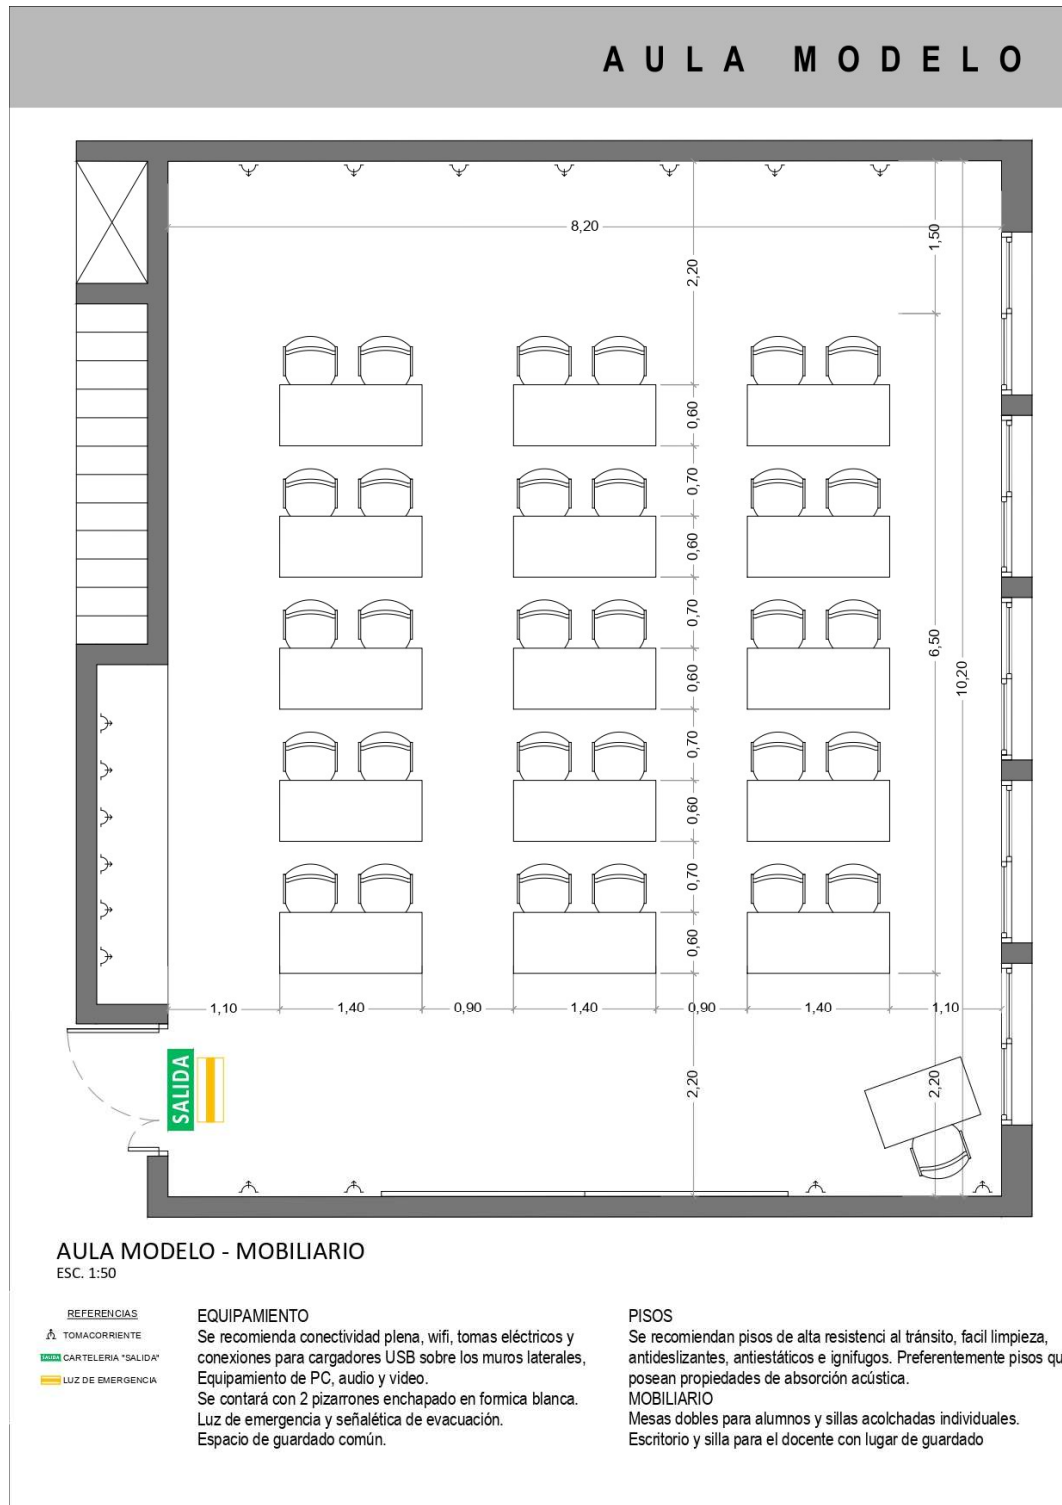 AULA MODELO
8,20
1,50
2,20
0,60
0,70
0,60
0,70
0,60
0,70
0,60
0,70
0,60
6,50
10,20
1,10
1,40
0,90
1,40
0,90
1,40
1,10
SALIDA
2,20
2,20
AULA MODELO - MOBILIARIO
ESC. 1:50
REFERENCIAS
TOMACORRIENTE
SALIDA CARTELERIA "SALIDA"
LUZ DE EMERGENCIA
EQUIPAMIENTO
Se recomienda conectividad plena, wifi, tomas eléctricos y
conexiones para cargadores USB sobre los muros laterales,
Equipamiento de PC, audio y video.
Se contará con 2 pizarrones enchapado en formica blanca.
Luz de emergencia y señalética de evacuación.
Espacio de guardado común.
PISOS
Se recomiendan pisos de alta resistenci al tránsito, facil limpieza,
antideslizantes, antiestáticos e ignifugos. Preferentemente pisos qu
posean propiedades de absorción acústica.
MOBILIARIO
Mesas dobles para alumnos y sillas acolchadas individuales.
Escritorio y silla para el docente con lugar de guardado